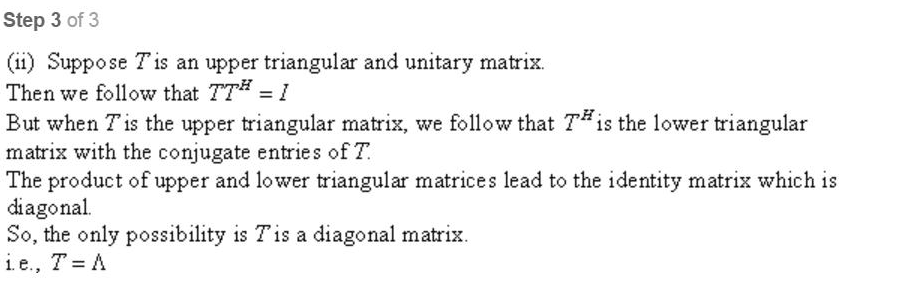 Step 3 of 3
(ii) Suppose T is an upper triangular and unitary matrix.
Then we follow that TTᴴ = I
But when T is the upper triangular matrix, we follow that Tᴴ is the lower triangular
matrix with the conjugate entries of T.
The product of upper and lower triangular matrices lead to the identity matrix which is
diagonal.
So, the only possibility is T is a diagonal matrix.
i.e., T = Λ